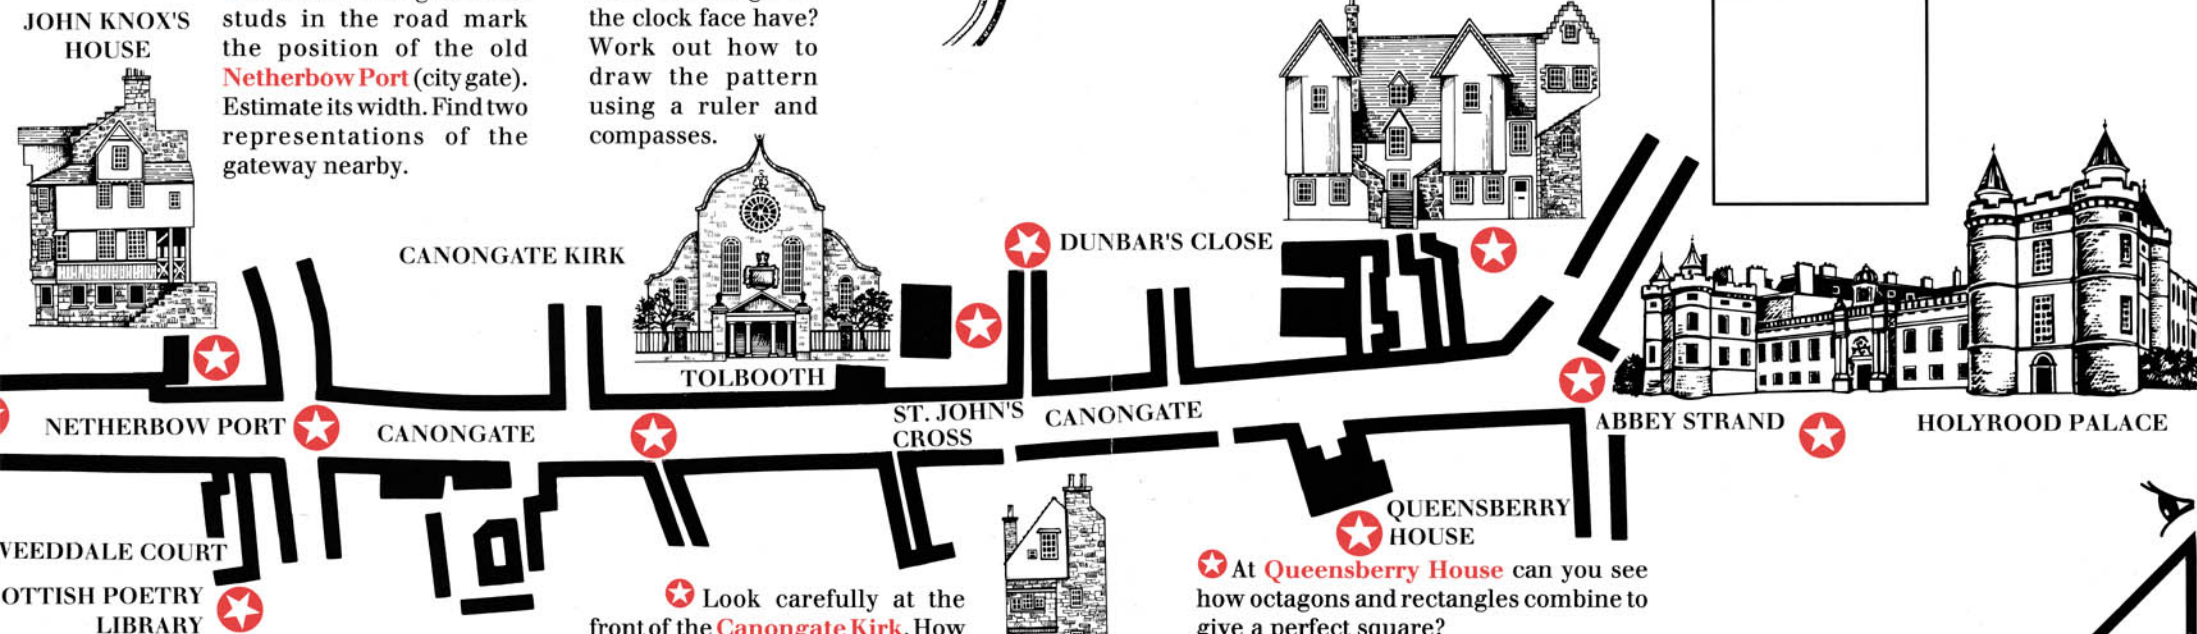 JOHN KNOX'S
HOUSE
studs in the road mark
the position of the old
Netherbow Port (city gate).
Estimate its width. Find two
representations of the
gateway nearby.
the clock face have?
Work out how to
draw the pattern
using a ruler and
compasses.
CANONGATE KIRK
TOLBOOTH
DUNBAR'S CLOSE
NETHERBOW PORT
CANONGATE
ST. JOHN'S
CROSS
CANONGATE
ABBEY STRAND
HOLYROOD PALACE
WEEDDALE COURT
OTTISH POETRY
LIBRARY
QUEENSBERRY
HOUSE
Look carefully at the
front of the Canongate Kirk. How
At Queensberry House can you see
how octagons and rectangles combine to
give a perfect square?